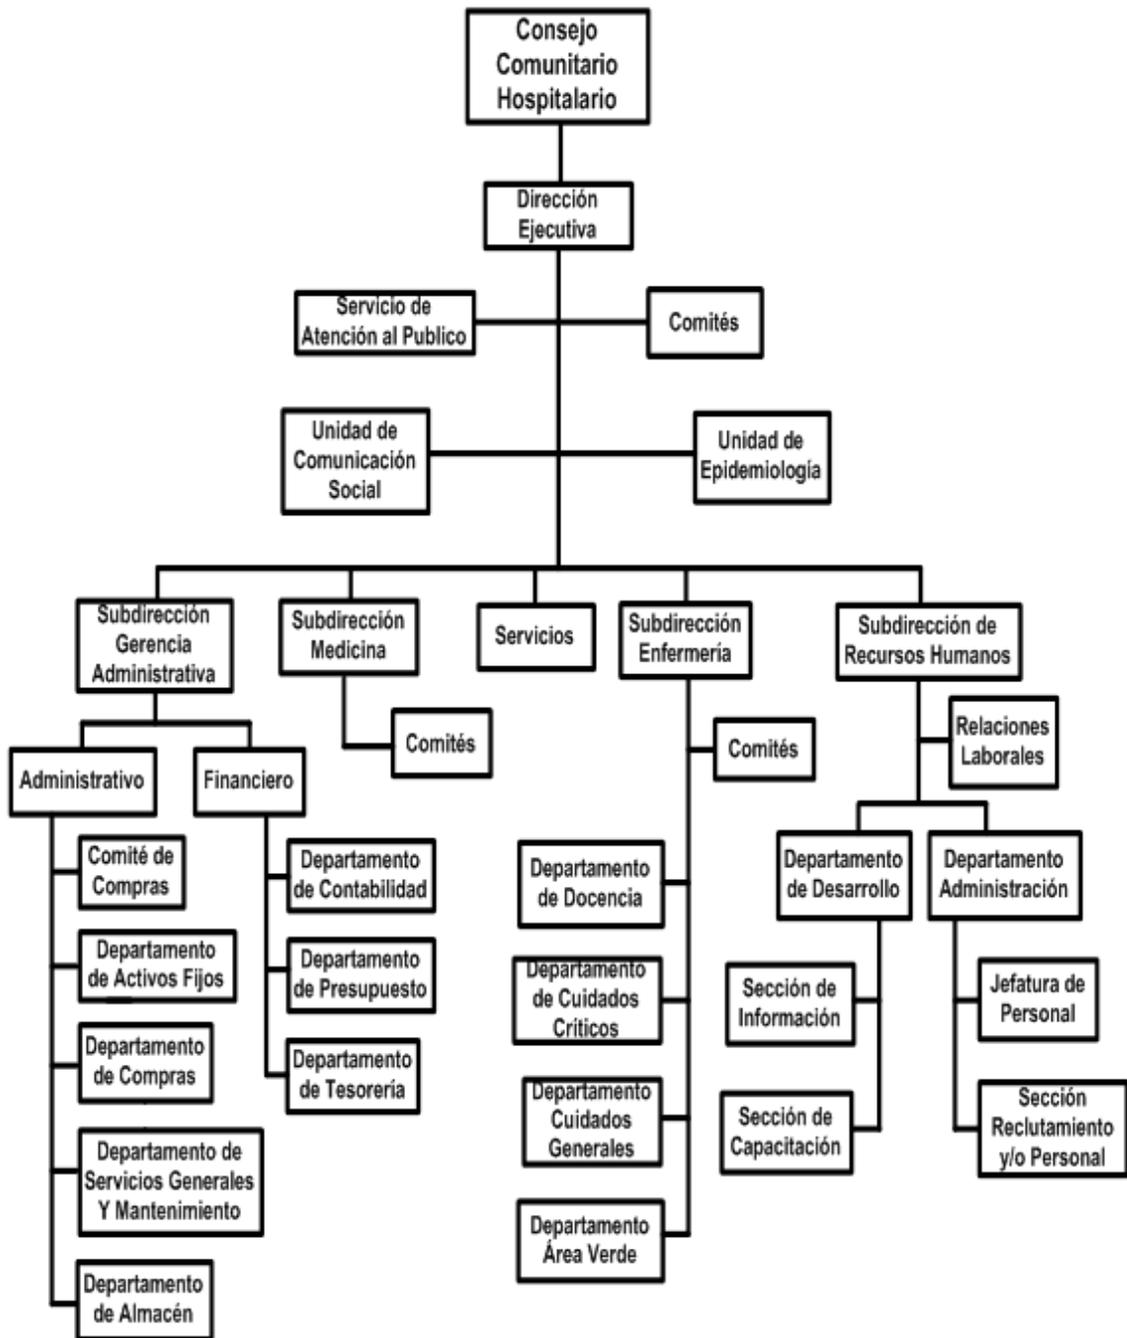 Consejo
Comunitario
Hospitalario
Dirección
Ejecutiva
Servicio de
Atención al Publico
Comités
Unidad de
Comunicación
Social
Unidad de
Epidemiología
Subdirección
Gerencia
Administrativa
Subdirección
Medicina
Servicios
Subdirección
Enfermería
Subdirección de
Recursos Humanos
Administrativo
Financiero
Comités
Comités
Relaciones
Laborales
Comité de
Compras
Departamento
de Activos Fijos
Departamento
de Compras
Departamento de
Servicios Generales
Y Mantenimiento
Departamento
de Almacén
Departamento
de Contabilidad
Departamento
de Presupuesto
Departamento
de Tesorería
Departamento
de Docencia
Departamento
de Cuidados
Críticos
Departamento
Cuidados
Generales
Departamento
Área Verde
Departamento
de Desarrollo
Departamento
Administración
Sección de
Información
Sección de
Capacitación
Jefatura de
Personal
Sección
Reclutamiento
y/o Personal